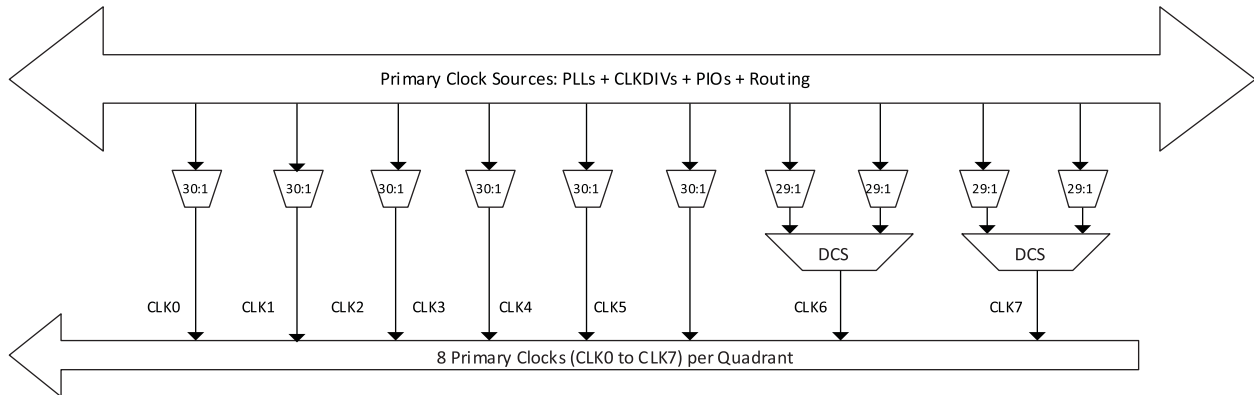 Primary Clock Sources: PLLs + CLKDIVs + PIOs + Routing
30:1 30:1 30:1 30:1 30:1 30:1 29:1 29:1 29:1 29:1
DCS DCS
CLK0 CLK1 CLK2 CLK3 CLK4 CLK5 CLK6 CLK7
8 Primary Clocks (CLK0 to CLK7) per Quadrant